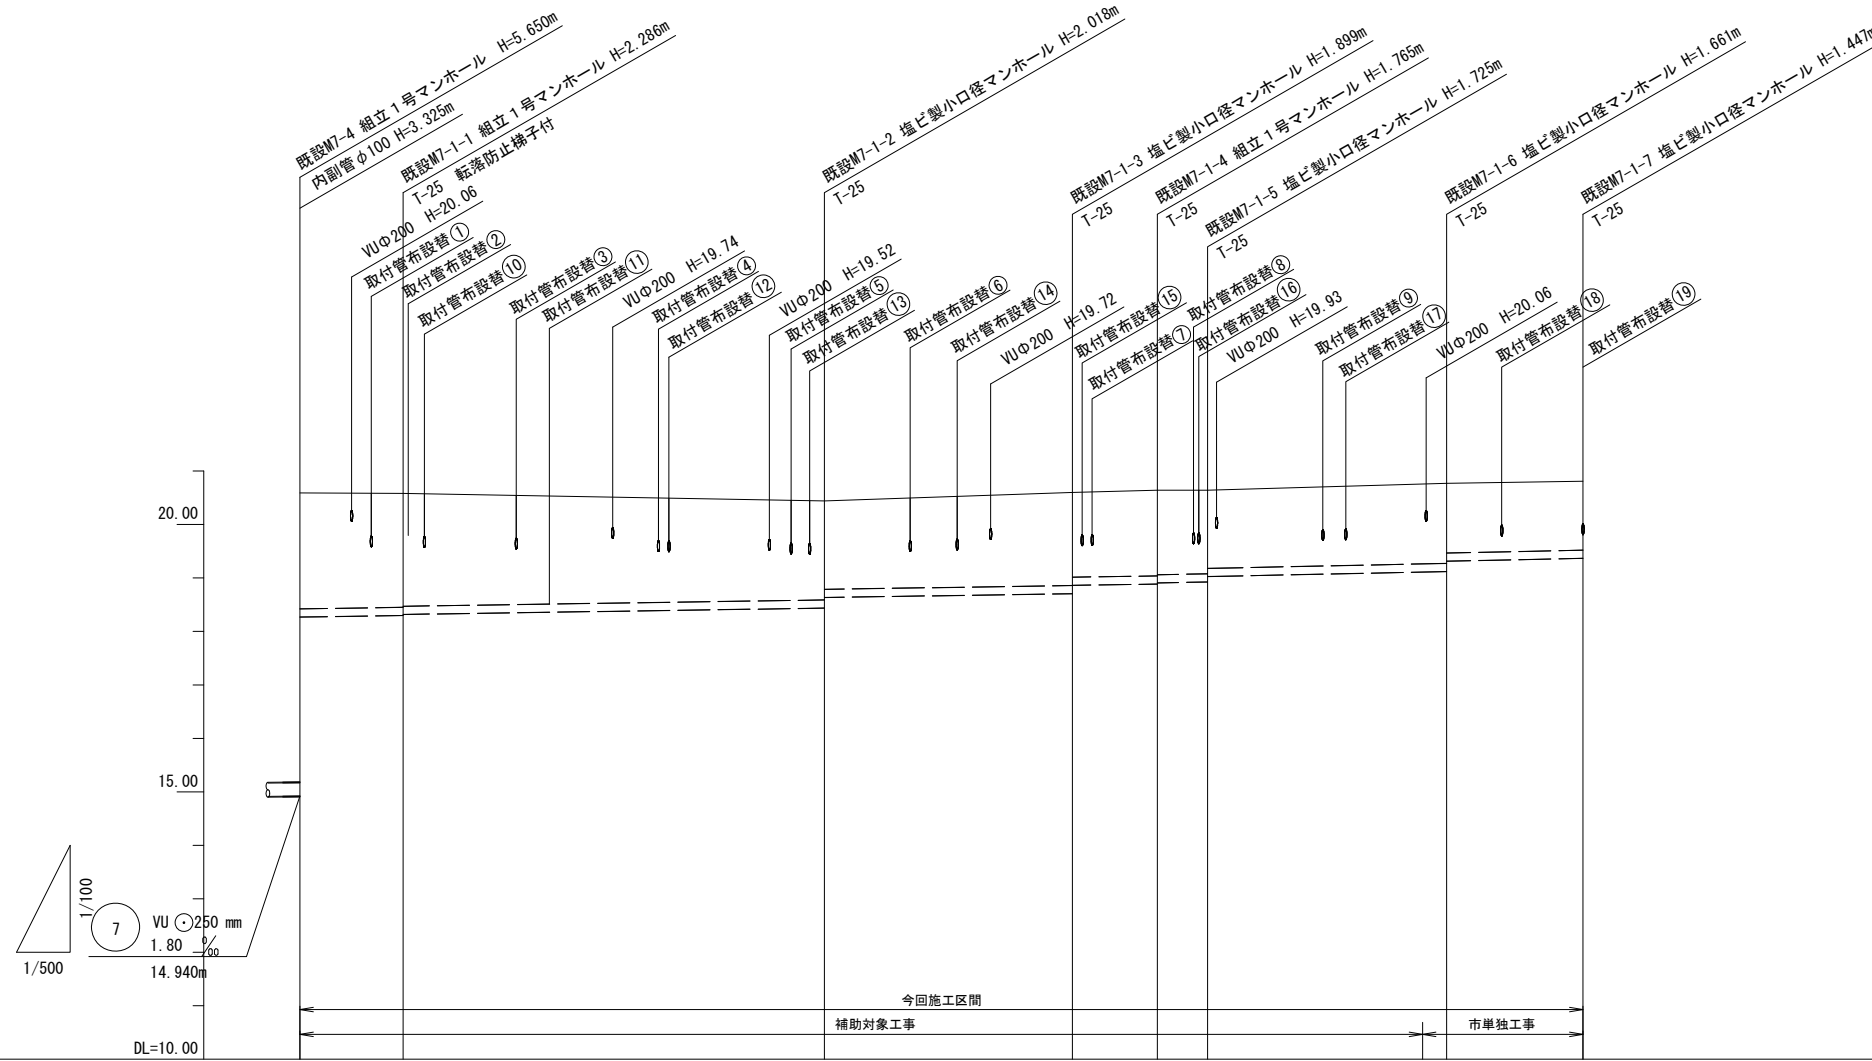 既設M7-4 組立１号マンホール H=5.650m
内副管φ100 H=3.325m
既設M7-1-1 組立１号マンホール H=2.286m
T-25 転落防止梯子付
VUΦ200 H=20.06
取付管布設替①
取付管布設替②
取付管布設替⑩
取付管布設替③
取付管布設替⑪
VUΦ200 H=19.74
取付管布設替④
取付管布設替⑫
VUΦ200 H=19.52
取付管布設替⑤
取付管布設替⑬
既設M7-1-2 塩ビ製小口径マンホール H=2.018m
T-25
取付管布設替⑥
取付管布設替⑭
VUΦ200 H=19.72
既設M7-1-3 塩ビ製小口径マンホール H=1.899m
T-25
取付管布設替⑮
取付管布設替⑦
既設M7-1-4 組立１号マンホール H=1.765m
T-25
取付管布設替⑧
取付管布設替⑯
既設M7-1-5 塩ビ製小口径マンホール H=1.725m
T-25
VUΦ200 H=19.93
取付管布設替⑨
取付管布設替⑰
VUΦ200 H=20.06
既設M7-1-6 塩ビ製小口径マンホール H=1.661m
T-25
取付管布設替⑱
既設M7-1-7 塩ビ製小口径マンホール H=1.447m
T-25
取付管布設替⑲
20.00
15.00
1/100
1/500
7
VU ⊙250 mm
1.80 ‰
14.940m
今回施工区間
補助対象工事
市単独工事
DL=10.00